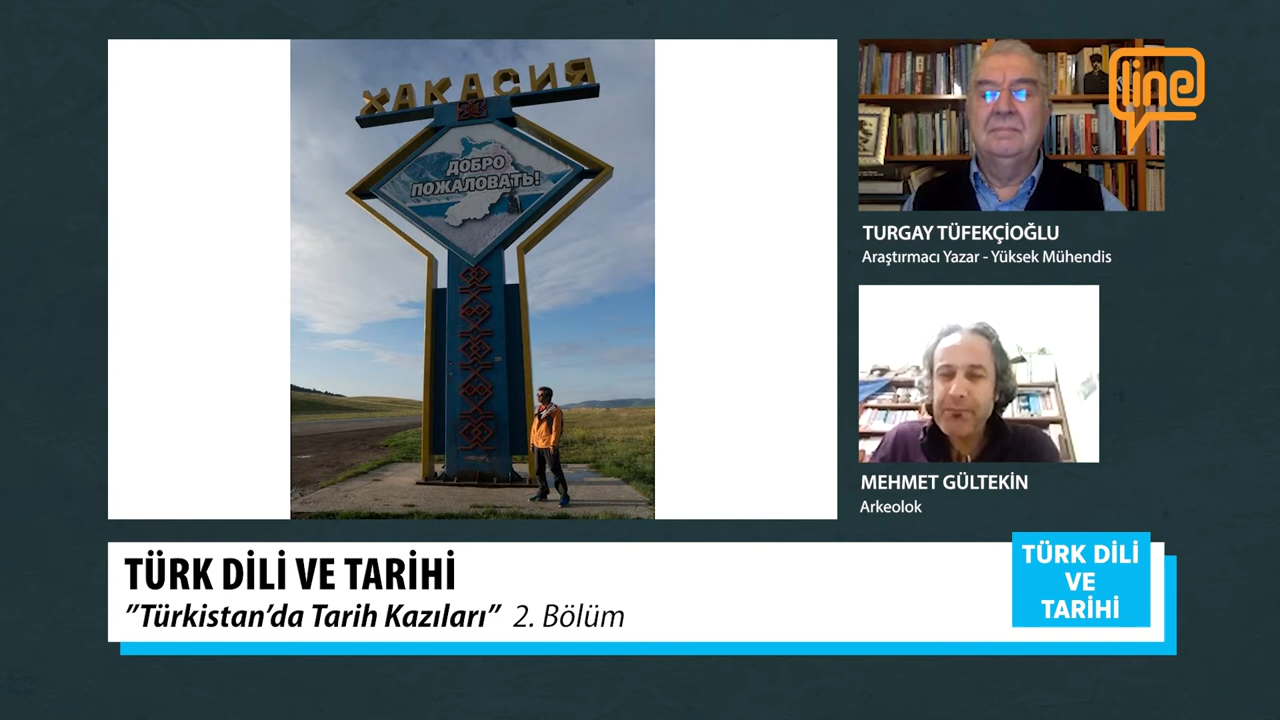 ХАКАСИЯ
ДОБРО
ПОЖАЛОВАТЬ!
line
TURGAY TÜFEKÇİOĞLU
Araştırmacı Yazar - Yüksek Mühendis
MEHMET GÜLTEKİN
Arkeolok
TÜRK DİLİ VE TARİHİ
”Türkistan’da Tarih Kazıları” 2. Bölüm
TÜRK DİLİ
VE
TARİHİ